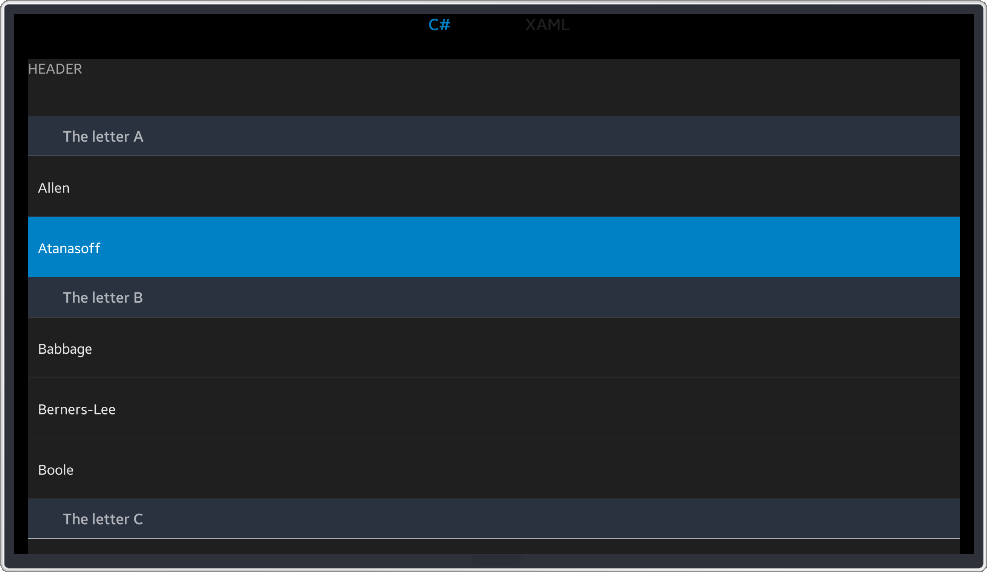 C# XAML
HEADER
The letter A
Allen
Atanasoff
The letter B
Babbage
Berners-Lee
Boole
The letter C